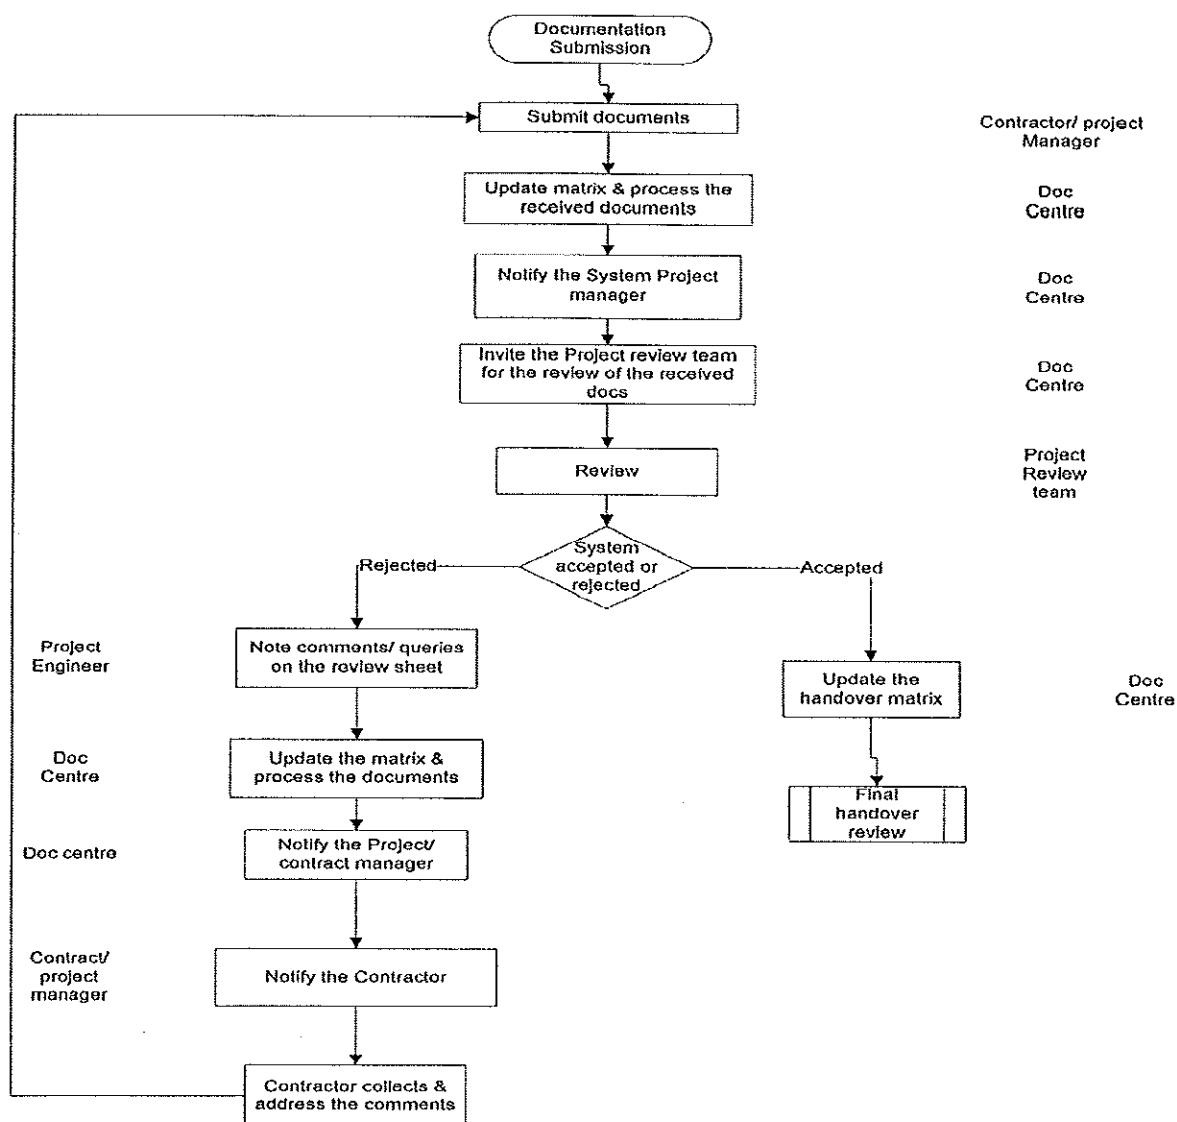 Documentation
Submission
Submit documents
Contractor/ project
Manager
Update matrix & process the
received documents
Doc
Centre
Notify the System Project
manager
Doc
Centre
Invite the Project review team
for the review of the received
docs
Doc
Centre
Review
Project
Review
team
System
accepted or
rejected
Rejected
Accepted
Project
Engineer
Note comments/ queries
on the review sheet
Update the
handover matrix
Doc
Centre
Doc
Centre
Update the matrix &
process the documents
Final
handover
review
Doc centre
Notify the Project/
contract manager
Contract/
project
manager
Notify the Contractor
Contractor collects &
address the comments